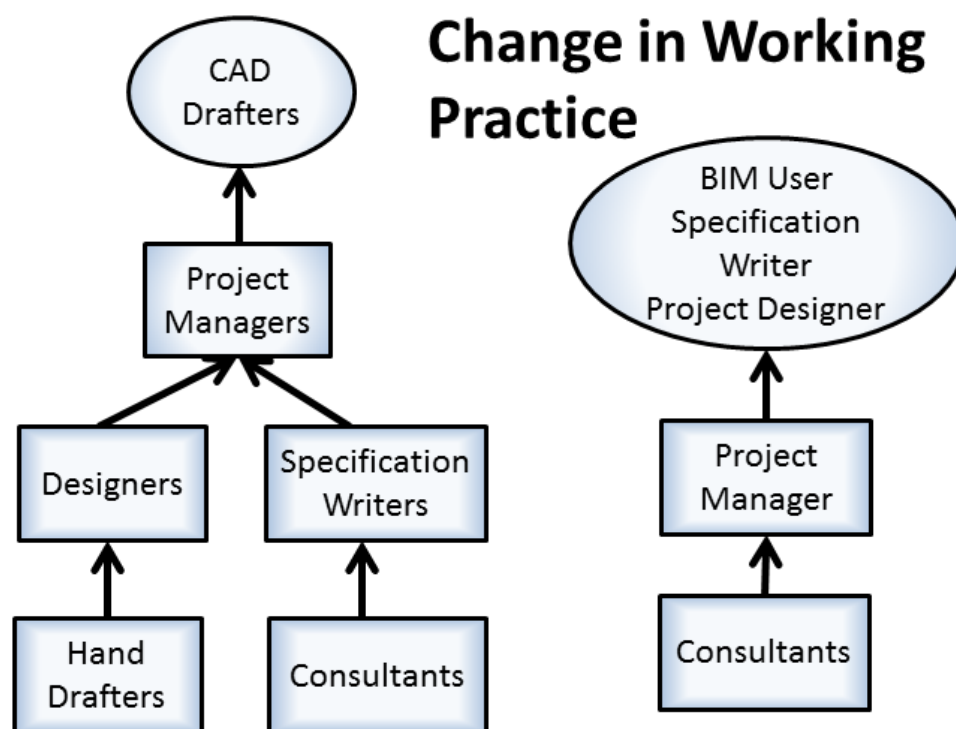 Change in Working
Practice
CAD
Drafters
Project
Managers
Designers
Specification
Writers
Hand
Drafters
Consultants
BIM User
Specification
Writer
Project Designer
Project
Manager
Consultants